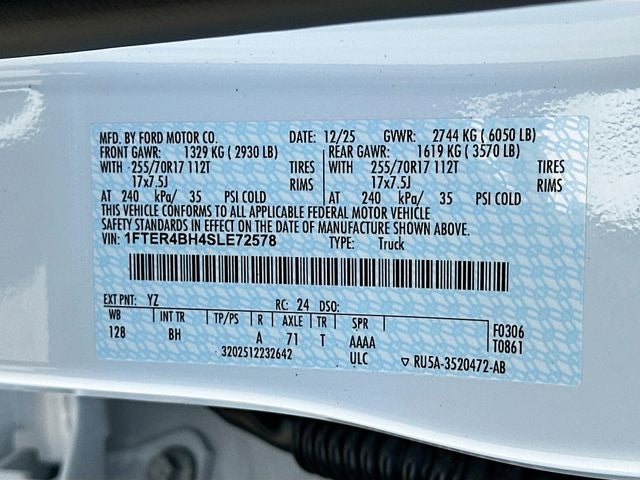 MFD. BY FORD MOTOR CO. DATE: 12/25 GVWR: 2744 KG ( 6050 LB)
FRONT GAWR: 1329 KG ( 2930 LB) REAR GAWR: 1619 KG ( 3570 LB)
WITH 255/70R17 112T TIRES WITH 255/70R17 112T TIRES
17x7.5J RIMS 17x7.5J RIMS
AT 240 kPa/ 35 PSI COLD AT 240 kPa/ 35 PSI COLD
THIS VEHICLE CONFORMS TO ALL APPLICABLE FEDERAL MOTOR VEHICLE
SAFETY STANDARDS IN EFFECT ON THE DATE OF MANUFACTURE SHOWN ABOVE.
VIN: 1FTER4BH4SLE72578 TYPE: Truck
EXT PNT: YZ RC: 24 DSO:
WB INT TR TP/PS R AXLE TR SPR F0306
128 BH A 71 T AAAA T0861
3202512232642 ULC ▽ RU5A-3520472-AB